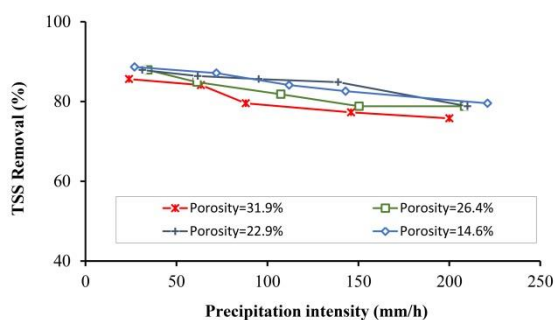 100
80
60
40
TSS Removal (%)
Porosity=31.9% Porosity=26.4%
Porosity=22.9% Porosity=14.6%
0 50 100 150 200 250
Precipitation intensity (mm/h)